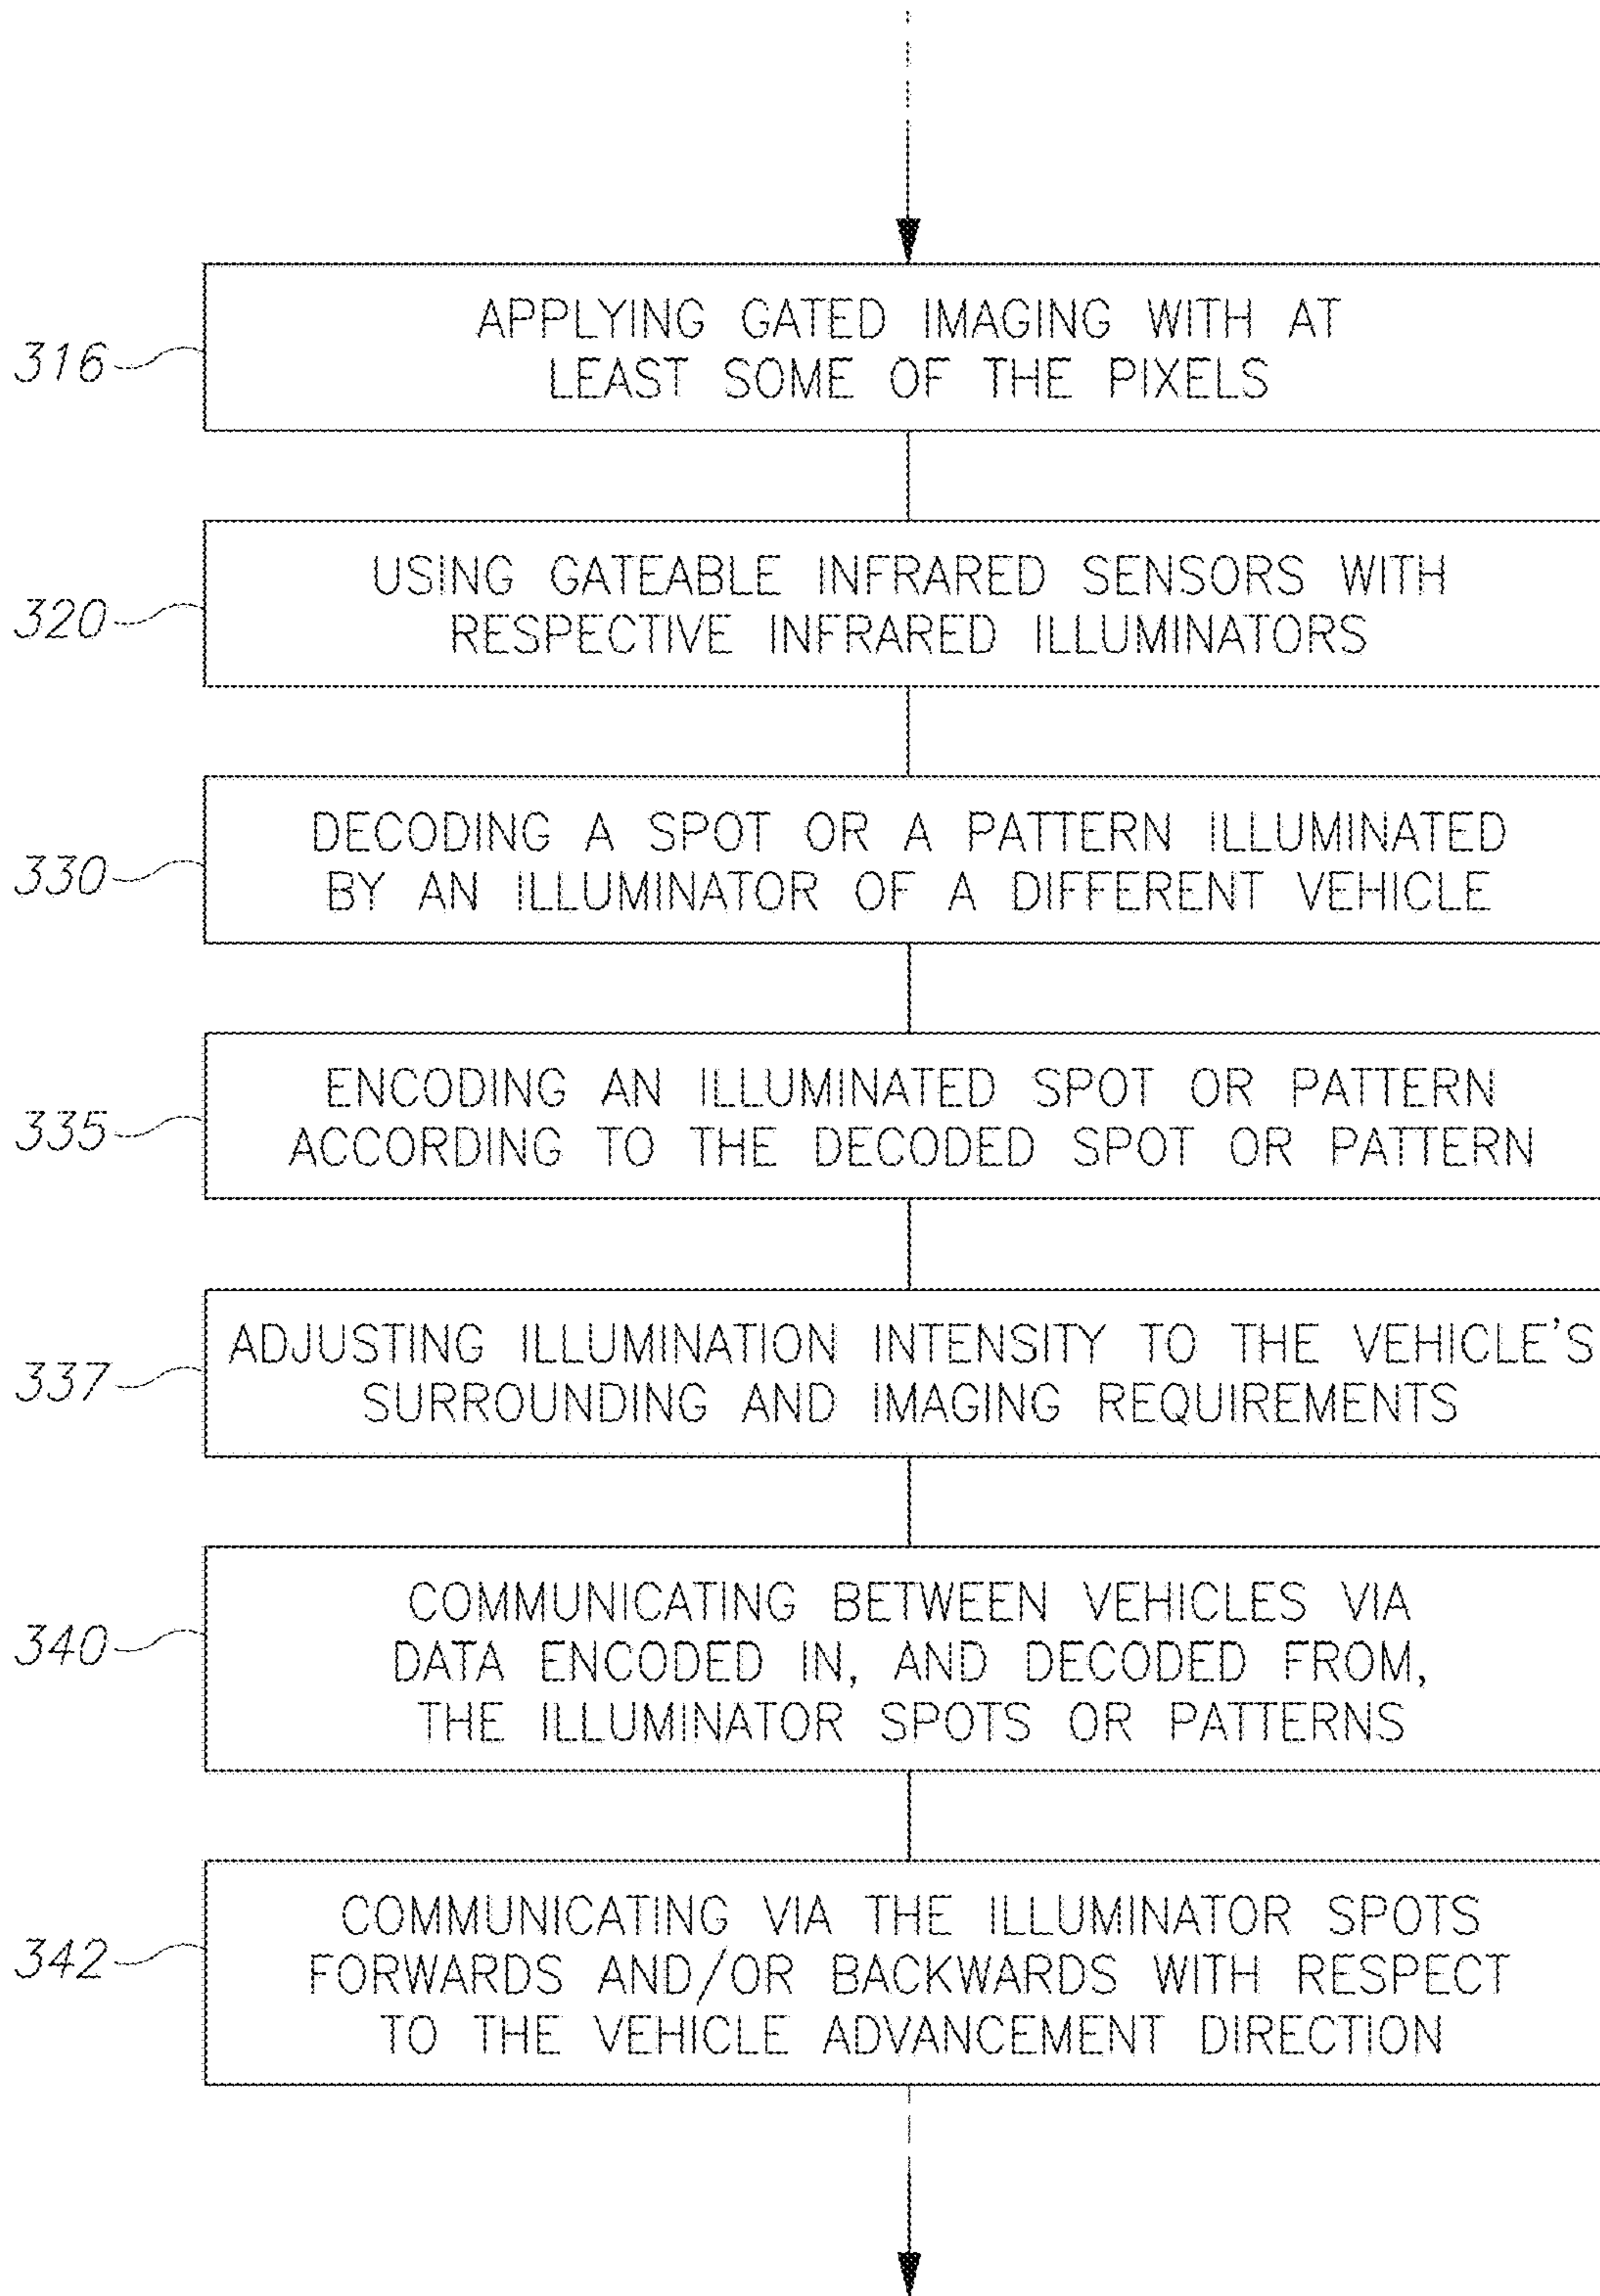 316
APPLYING GATED IMAGING WITH AT
LEAST SOME OF THE PIXELS
320
USING GATEABLE INFRARED SENSORS WITH
RESPECTIVE INFRARED ILLUMINATORS
330
DECODING A SPOT OR A PATTERN ILLUMINATED
BY AN ILLUMINATOR OF A DIFFERENT VEHICLE
335
ENCODING AN ILLUMINATED SPOT OR PATTERN
ACCORDING TO THE DECODED SPOT OR PATTERN
337
ADJUSTING ILLUMINATION INTENSITY TO THE VEHICLE'S
SURROUNDING AND IMAGING REQUIREMENTS
340
COMMUNICATING BETWEEN VEHICLES VIA
DATA ENCODED IN, AND DECODED FROM,
THE ILLUMINATOR SPOTS OR PATTERNS
342
COMMUNICATING VIA THE ILLUMINATOR SPOTS
FORWARDS AND/OR BACKWARDS WITH RESPECT
TO THE VEHICLE ADVANCEMENT DIRECTION